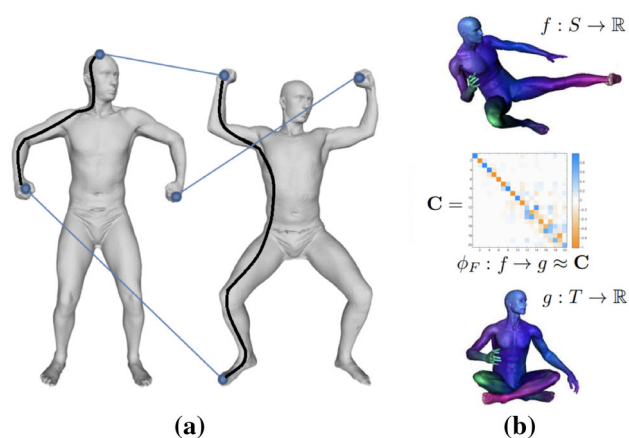 f : S → ℝ
C =
ϕ_F : f → g ≈ C
g : T → ℝ
(a)
(b)